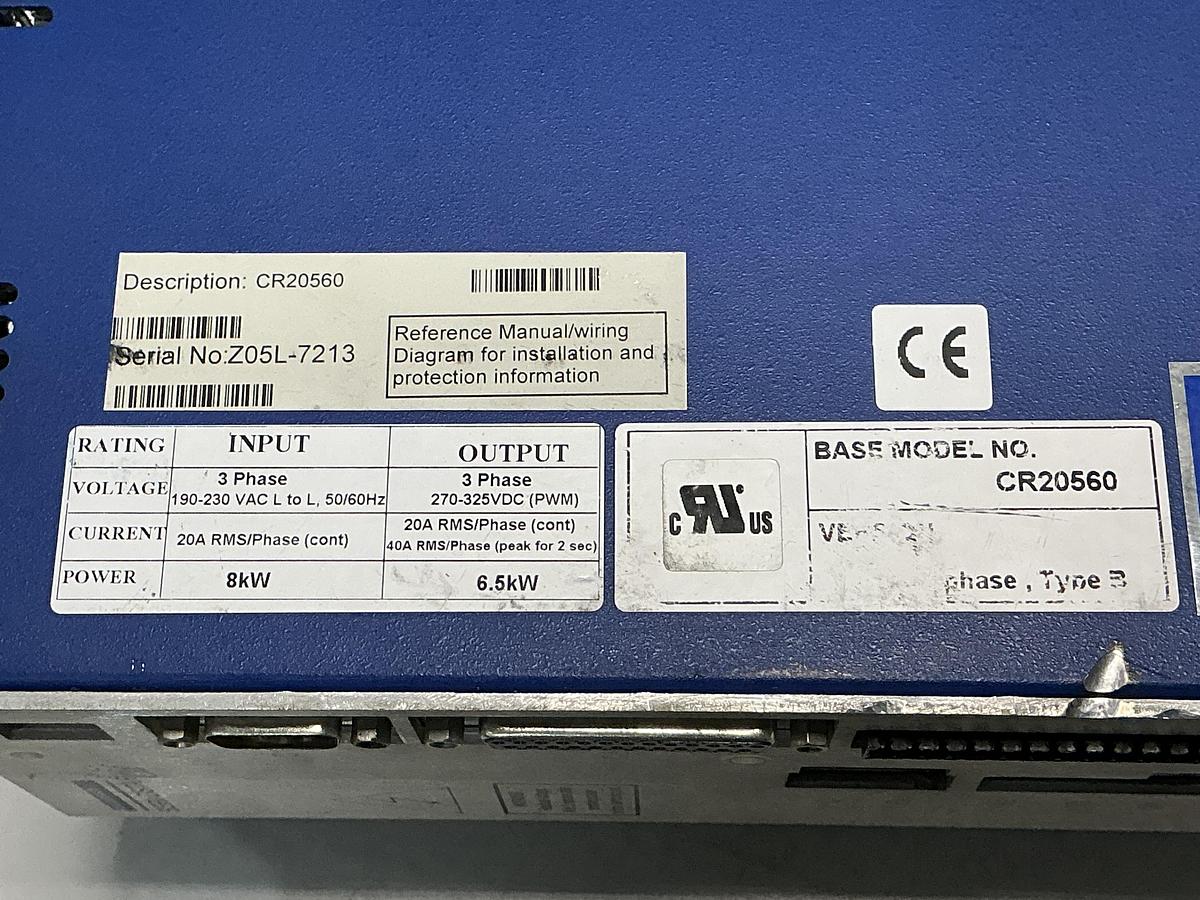 Description: CR20560
Serial No:Z05L-7213
Reference Manual/wiring
Diagram for installation and
protection information
CE
RATING INPUT OUTPUT
VOLTAGE 3 Phase 3 Phase
190-230 VAC L to L, 50/60Hz 270-325VDC (PWM)
CURRENT 20A RMS/Phase (cont) 20A RMS/Phase (cont)
40A RMS/Phase (peak for 2 sec)
POWER 8kW 6.5kW
C RU US
BASE MODEL NO.
CR20560
phase , Type B